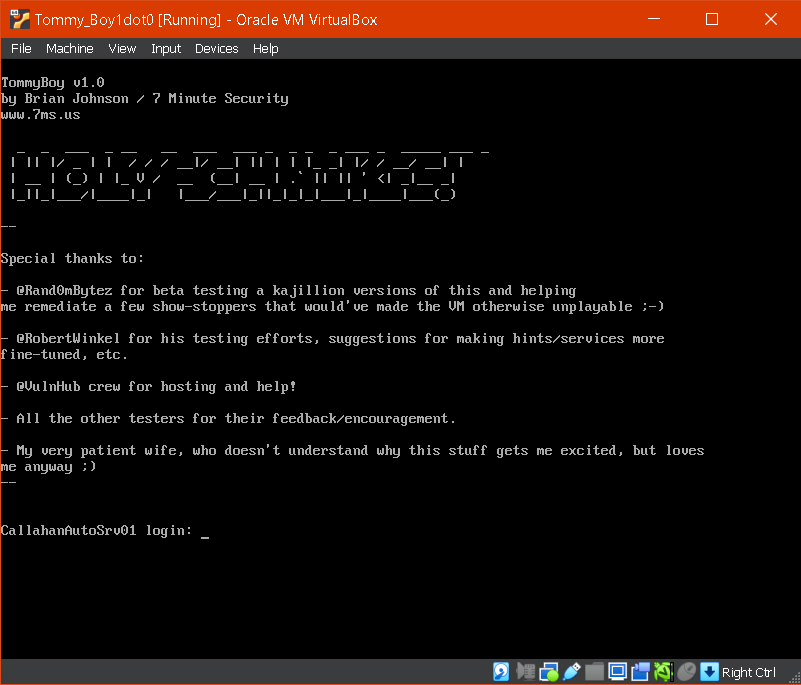 Tommy_Boy1dot0 [Running] - Oracle VM VirtualBox
File Machine View Input Devices Help
TommyBoy v1.0
by Brian Johnson / 7 Minute Security
www.7ms.us
HOLY SCHNIKES!
--
Special thanks to:
- @Rand0mBytez for beta testing a kajillion versions of this and helping
me remediate a few show-stoppers that would've made the VM otherwise unplayable ;-)
- @RobertWinkel for his testing efforts, suggestions for making hints/services more
fine-tuned, etc.
- @VulnHub crew for hosting and help!
- All the other testers for their feedback/encouragement.
- My very patient wife, who doesn't understand why this stuff gets me excited, but loves
me anyway ;)
--
CallahanAutoSrv01 login: _
Right Ctrl